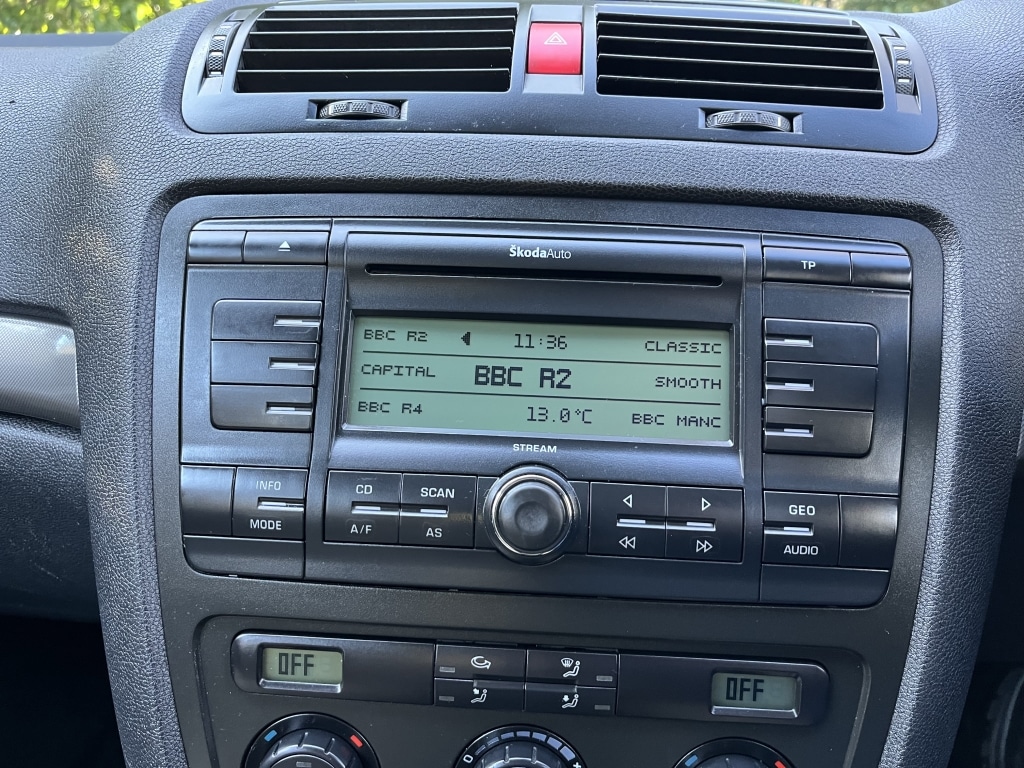 ŠkodaAuto
TP
BBC R2 11:36 CLASSIC
CAPITAL BBC R2 SMOOTH
BBC R4 13.0°C BBC MANC
STREAM
INFO CD SCAN GEO
MODE A/F AS AUDIO
OFF OFF
0